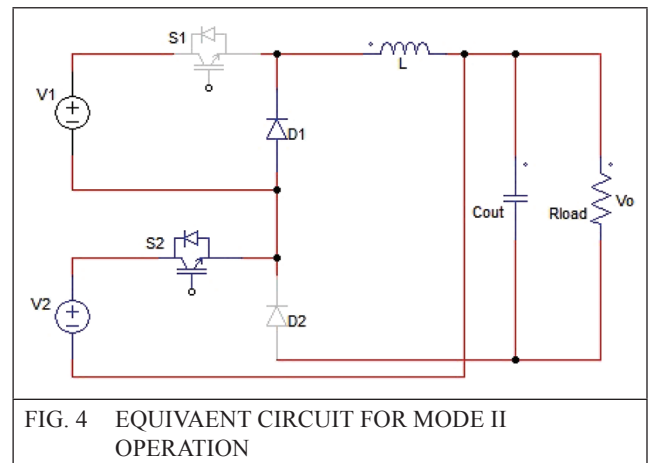 S1
L
V1
D1
Cout
Rload
Vo
S2
V2
D2
FIG. 4 EQUIVAENT CIRCUIT FOR MODE II
OPERATION